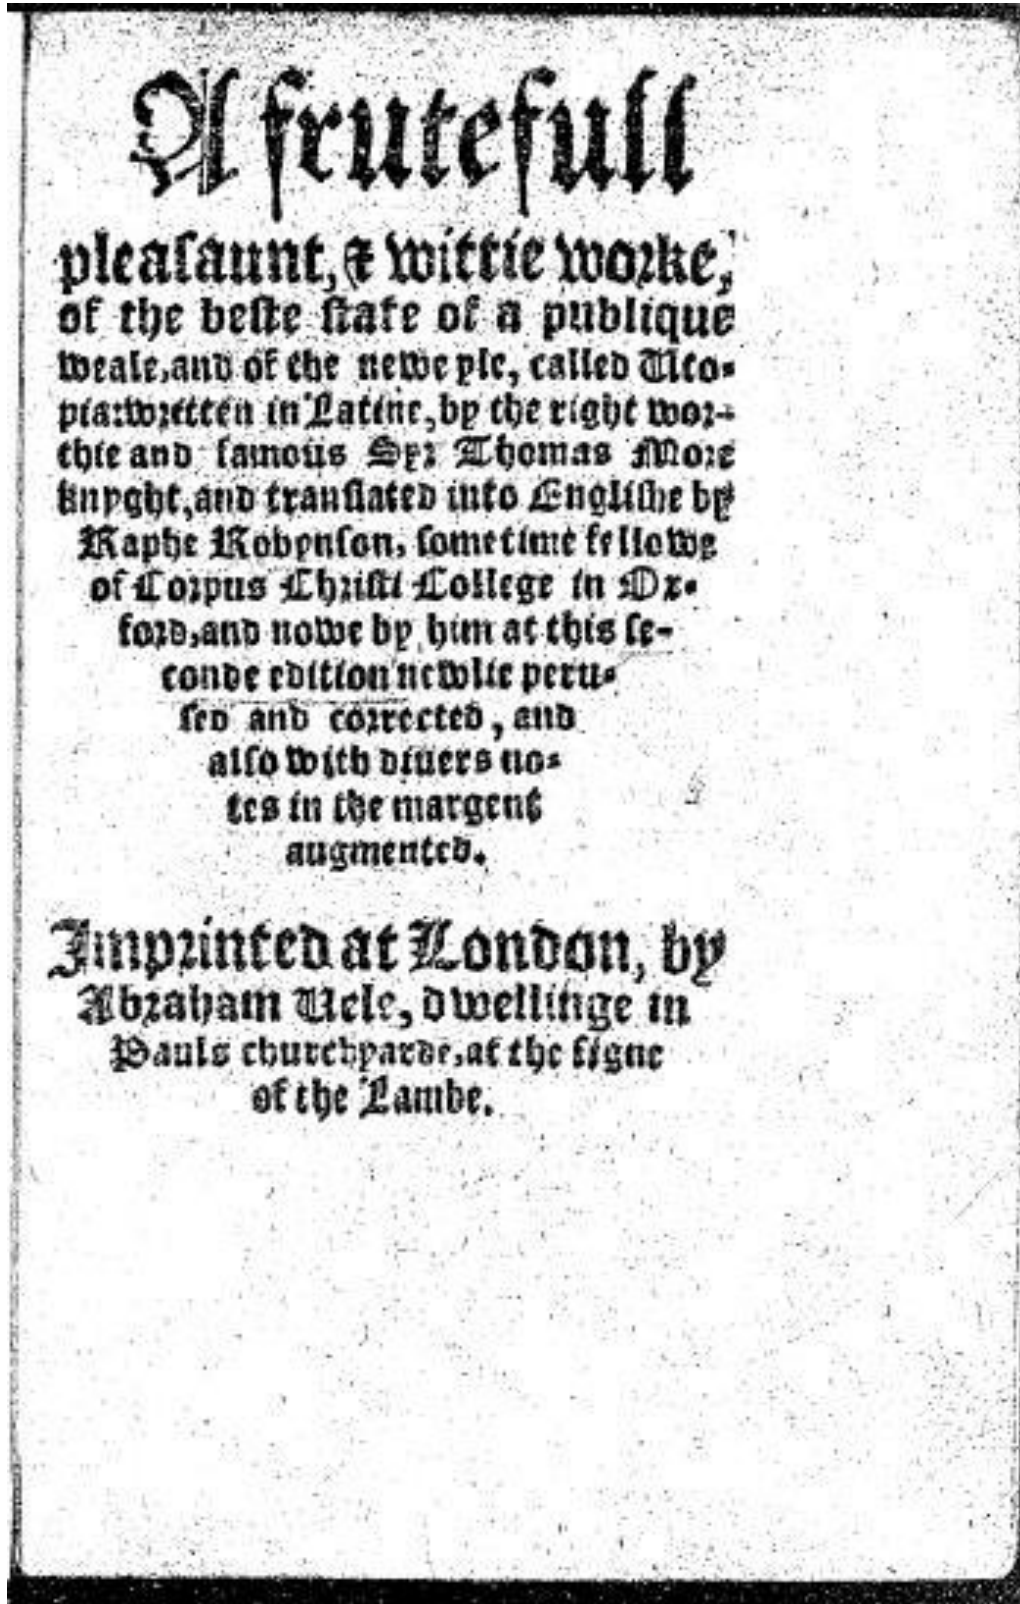 A frutefull
pleaſaunt, & wittie worke,
of the beſte ſtate of a publique
weale, and of the newe yle, called Uto-
pia: written in Latine, by the right wor-
thie and famous Syr Thomas More
knyght, and tranſlated into Engliſhe by
Raphe Robynſon, ſometime fellowe
of Corpus Chriſti College in Ox-
ford, and nowe by him at this ſe-
conde edition newlie peru-
ſed and corrected, and
alſo with diuers no-
tes in the margent
augmented.
Imprinted at London, by
Abraham Uele, dwellinge in
Pauls churchyarde, at the ſigne
of the Lambe.